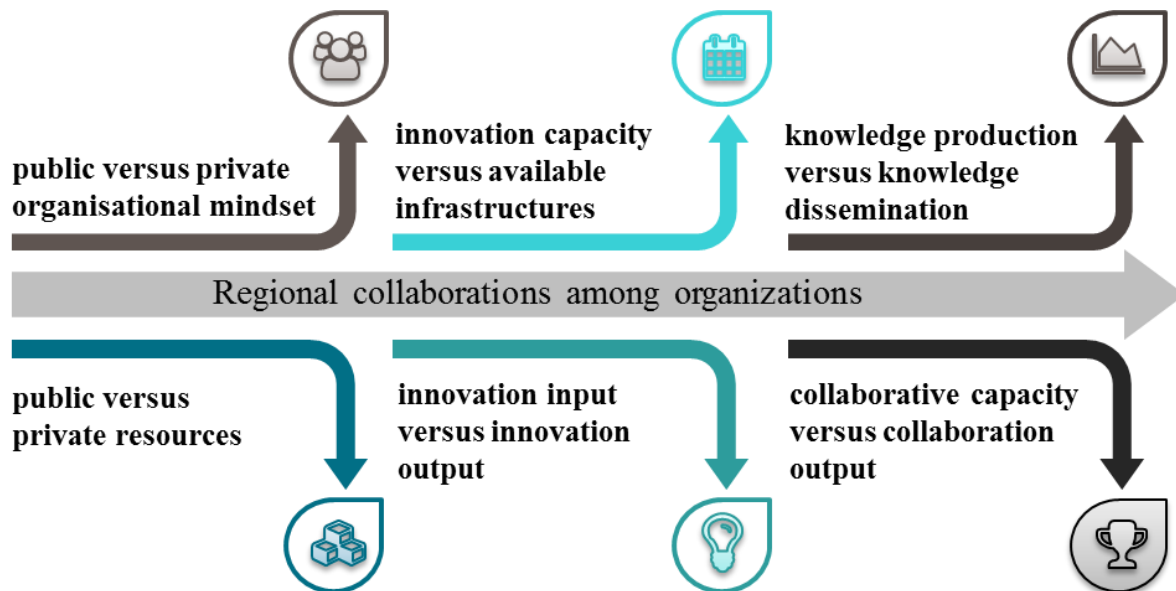 public versus private
organisational mindset
innovation capacity
versus available
infrastructures
knowledge production
versus knowledge
dissemination
Regional collaborations among organizations
public versus
private resources
innovation input
versus innovation
output
collaborative capacity
versus collaboration
output